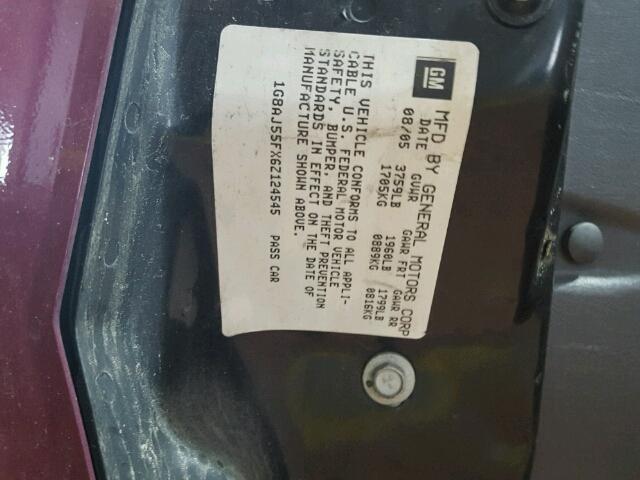 GM
MFD BY GENERAL MOTORS CORP
DATE GVWR GAWR FRT GAWR RR
08/05 3759LB 1960LB 1799LB
1705KG 0889KG 0816KG
THIS VEHICLE CONFORMS TO ALL APPLI-
CABLE U.S. FEDERAL MOTOR VEHICLE
SAFETY, BUMPER, AND THEFT PREVENTION
STANDARDS IN EFFECT ON THE DATE OF
MANUFACTURE SHOWN ABOVE.
1G8AJ55FX6Z124545 PASS CAR